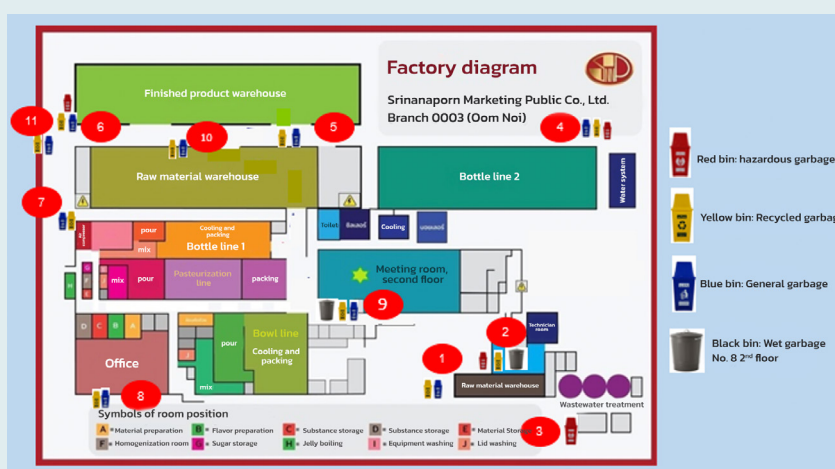 Factory diagram
Srinanaporn Marketing Public Co., Ltd.
Branch 0003 (Oom Noi)
Finished product warehouse
11
6
10
5
4
Raw material warehouse
Bottle line 2
Water system
7
Toilet
Cooling
pour
Cooling and
packing
mix
Bottle line 1
Meeting room,
second floor
G
F
E
H
J
mix
pour
Pasteurization
line
packing
9
D
C
B
A
pour
Bowl line
Cooling and
packing
Technician
room
2
Office
J
mix
1
Raw material warehouse
8
Wastewater treatment
3
Symbols of room position
A = Material preparation
B = Flavor preparation
C = Substance storage
D = Substance storage
E = Material Stor
F = Homogenization room
G = Sugar storage
H = Jelly boiling
I = Equipment washing
J = Lid washing
Red bin: hazardous garbage
Yellow bin: Recycled garbag
Blue bin: General garbage
Black bin: Wet garbage
No. 8 2nd floor